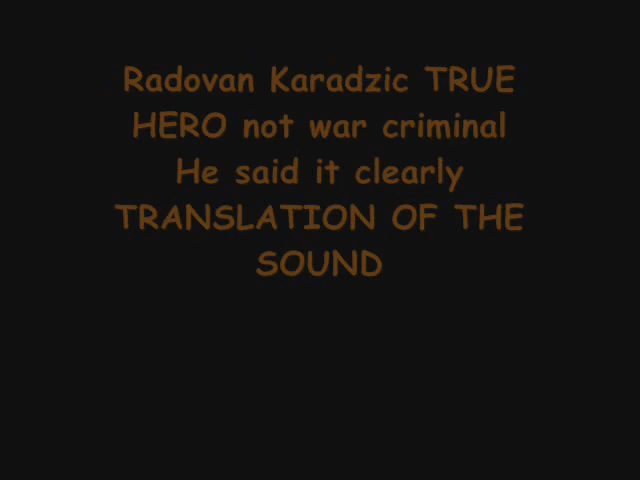 Radovan Karadzic TRUE
HERO not war criminal
He said it clearly
TRANSLATION OF THE
SOUND